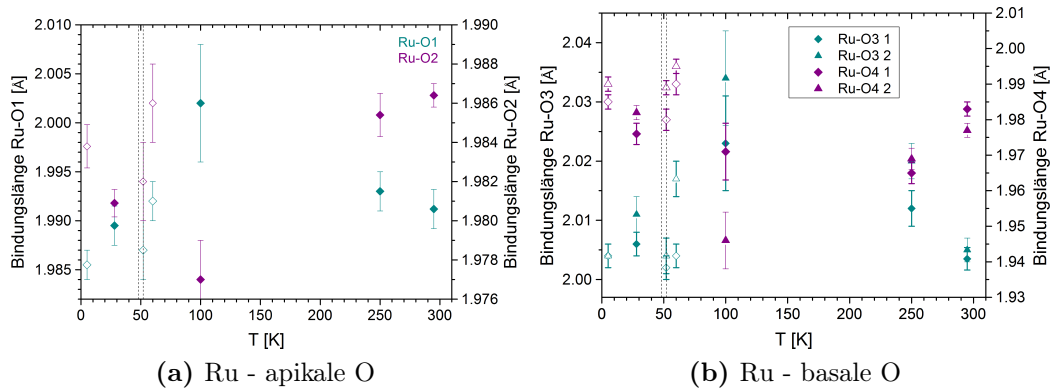 2.010
2.005
2.000
1.995
1.990
1.985
Bindungslänge Ru-O1 [Å]
Ru-O1
Ru-O2
1.990
1.988
1.986
1.984
1.982
1.980
1.978
1.976
Bindungslänge Ru-O2 [Å]
0 50 100 150 200 250 300
T [K]
(a) Ru - apikale O
2.04
2.03
2.02
2.01
2.00
Bindungslänge Ru-O3 [Å]
Ru-O3 1
Ru-O3 2
Ru-O4 1
Ru-O4 2
2.01
2.00
1.99
1.98
1.97
1.96
1.95
1.94
1.93
Bindungslänge Ru-O4 [Å]
0 50 100 150 200 250 300
T [K]
(b) Ru - basale O